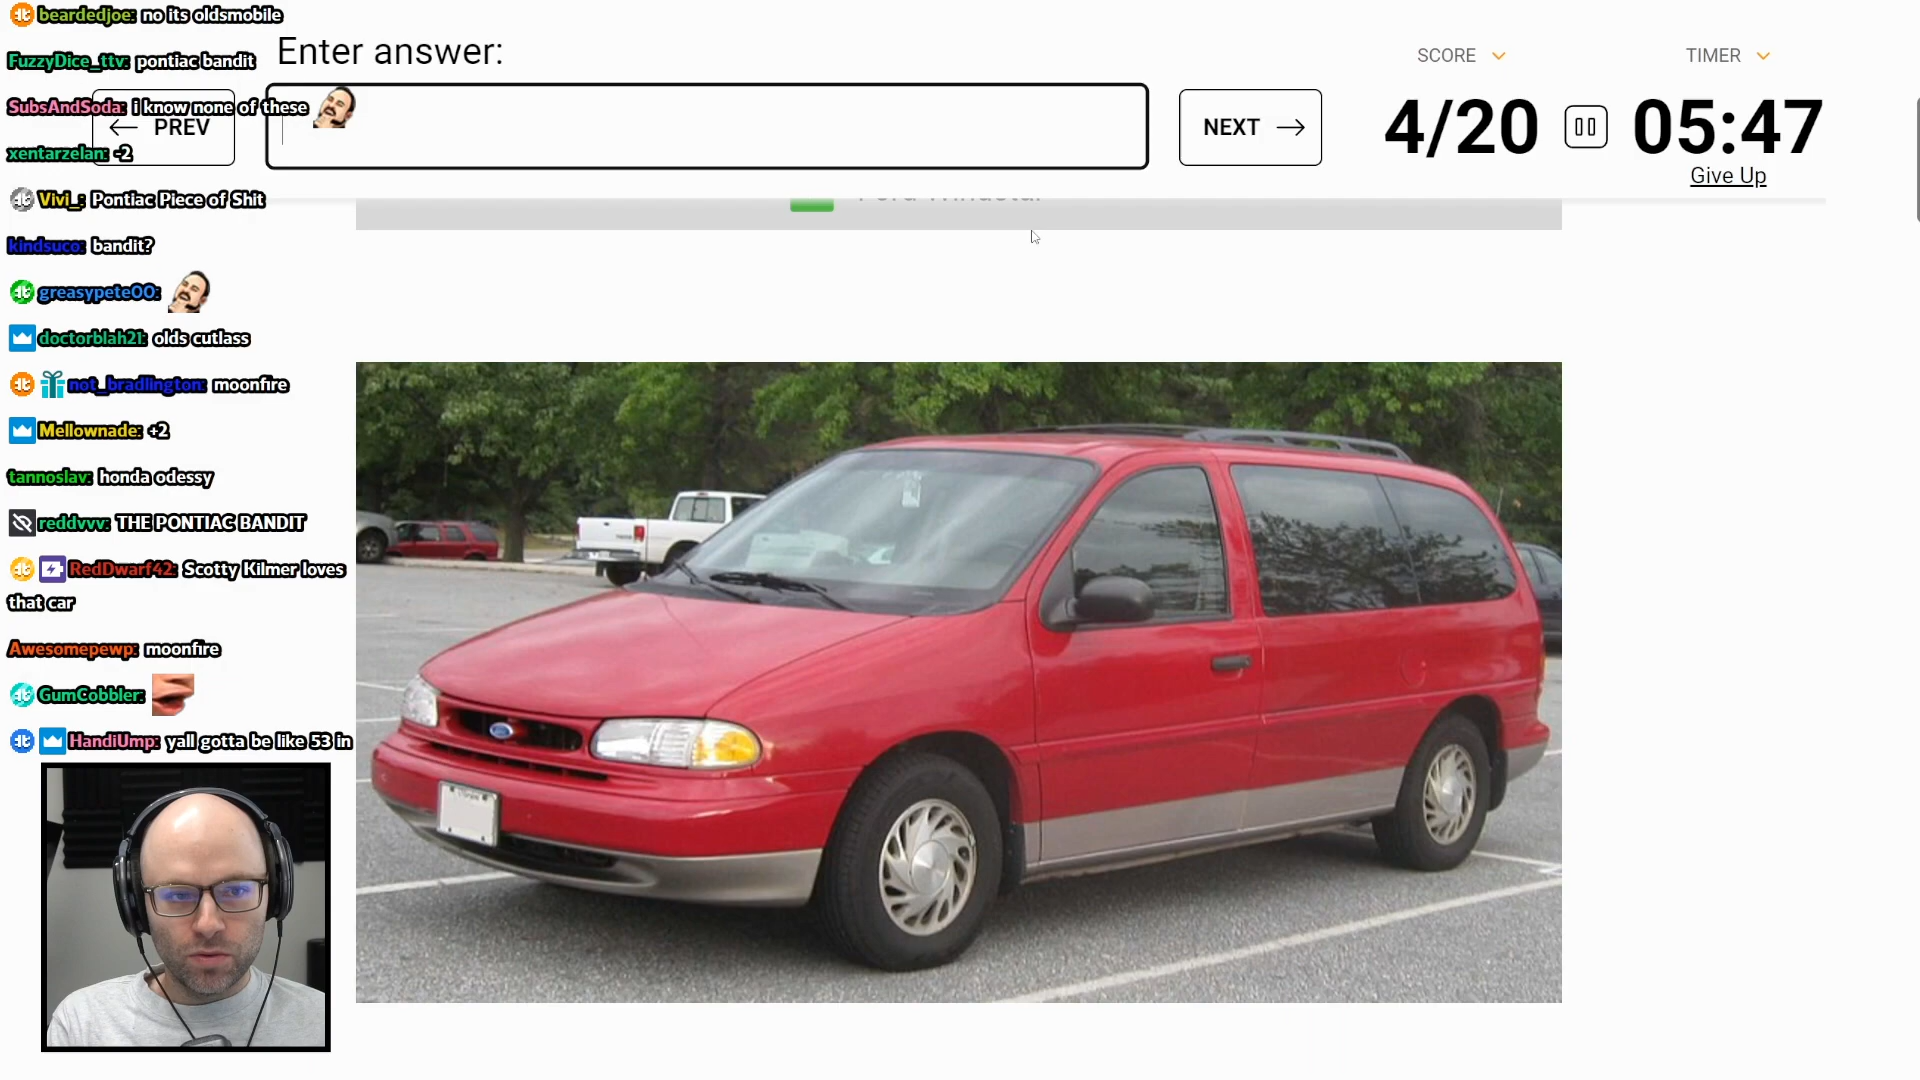 beardedjoe: no its oldsmobile
FuzzyDice_ttv: pontiac bandit
SubsAndSoda: i know none of these
xentarzelan: -2
Vivi_: Pontiac Piece of Shit
kindsuco: bandit?
greasypete00:
doctorblah21: olds cutlass
not_bradlington: moonfire
Mellownade: +2
tannoslav: honda odessy
reddvvv: THE PONTIAC BANDIT
RedDwarf42: Scotty Kilmer loves
that car
Awesomepewp: moonfire
GumCobbler:
HandiUmp: yall gotta be like 53 in
Enter answer:
← PREV
NEXT →
SCORE
4/20
TIMER
05:47
Give Up
Ford Windstar